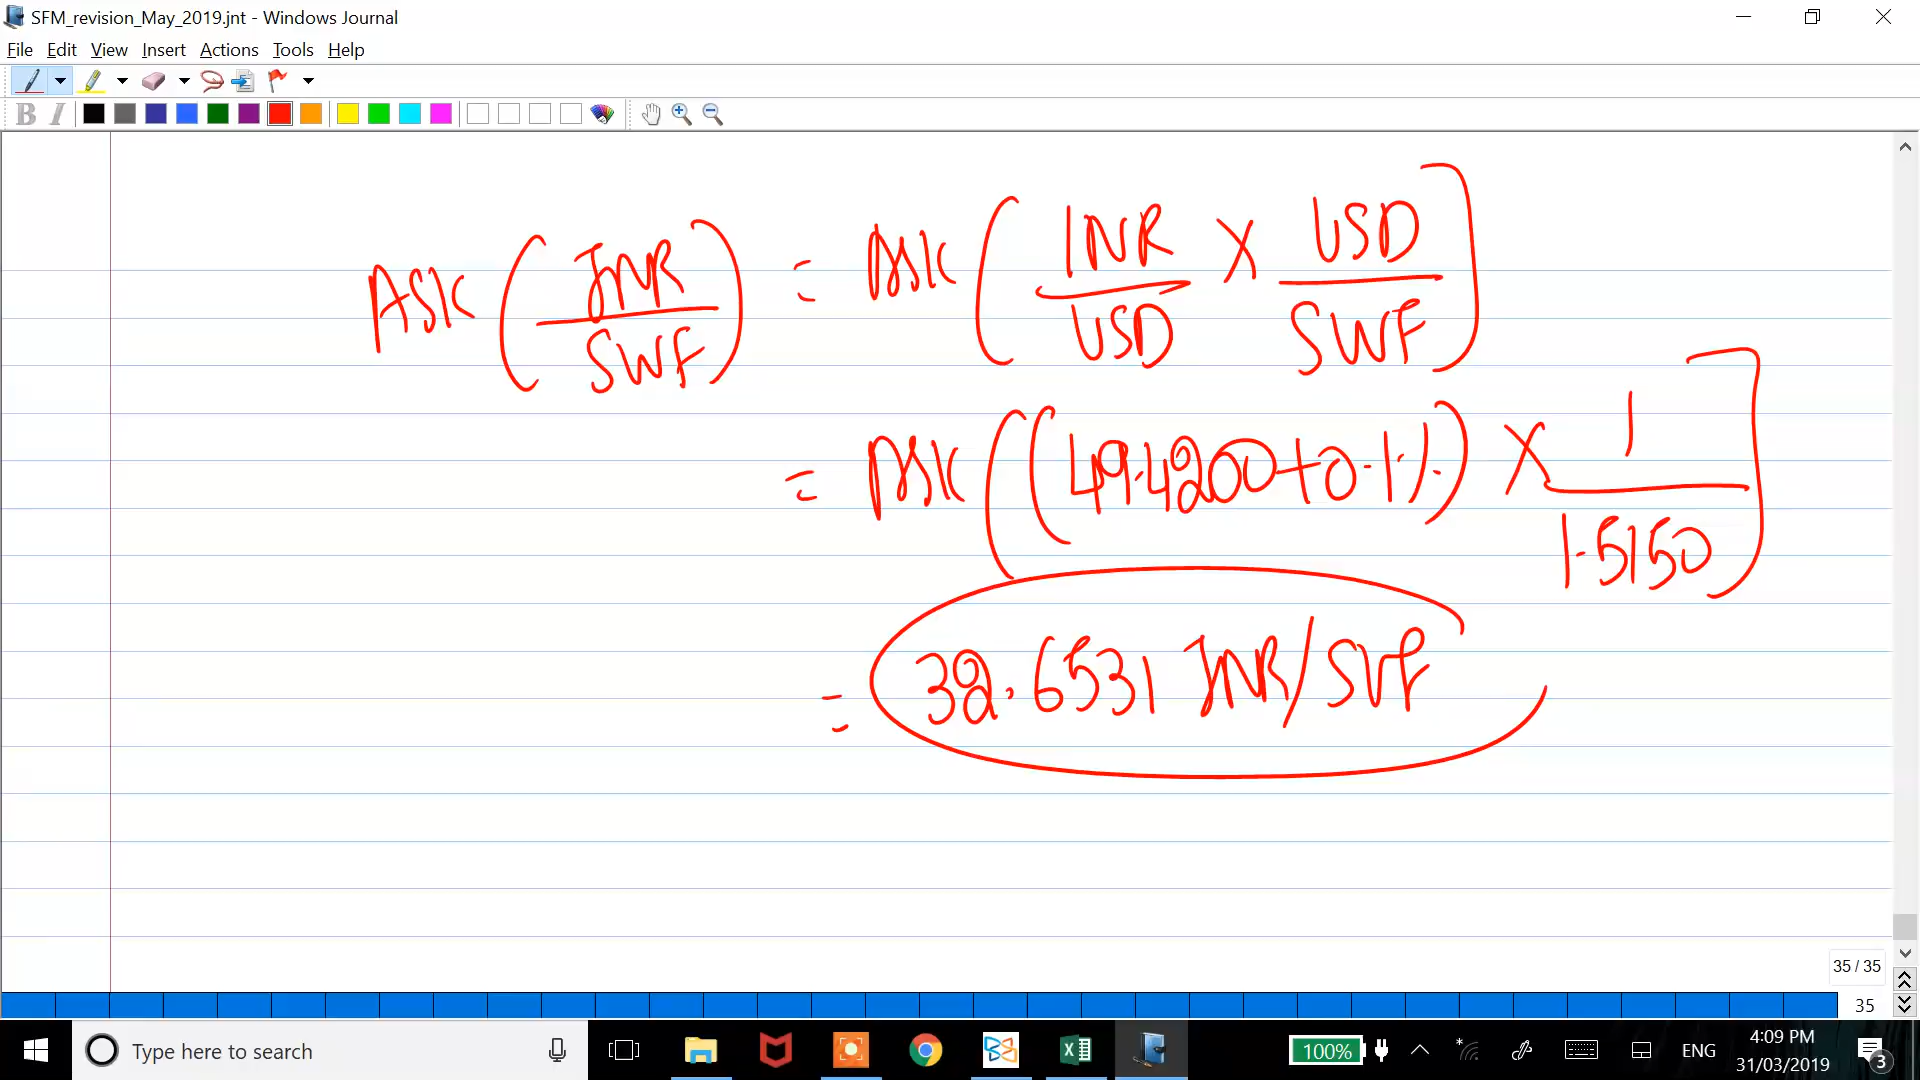 SFM_revision_May_2019.jnt - Windows Journal
File Edit View Insert Actions Tools Help
B I
ASK (INR/SWF) = ASK (INR/USD X USD/SWF]
= ASK ((49.4200+0.1%) X 1/1.5150]
= 32.6531 INR/SVF
35 / 35
35
Type here to search
100%
ENG
4:09 PM
31/03/2019
3